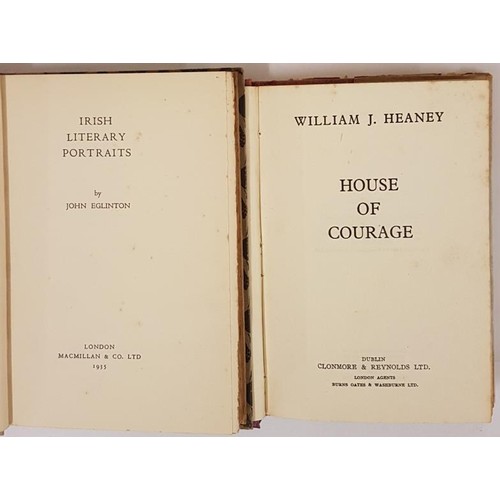 IRISH
LITERARY
PORTRAITS
by
JOHN EGLINTON
LONDON
MACMILLAN & CO. LTD
1935
WILLIAM J. HEANEY
HOUSE
OF
COURAGE
DUBLIN
CLONMORE & REYNOLDS LTD.
LONDON AGENTS
BURNS OATES & WASHBOURNE LTD.